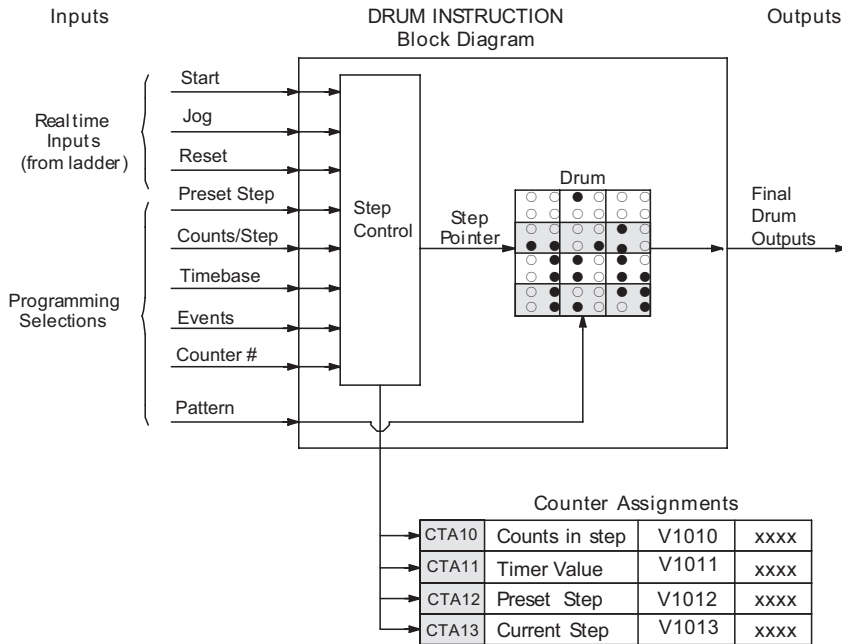 Inputs
DRUM INSTRUCTION
Block Diagram
Outputs
Realtime
Inputs
(from ladder)
Start
Jog
Reset
Programming
Selections
Preset Step
Counts/Step
Timebase
Events
Counter #
Pattern
Step
Control
Step
Pointer
Drum
Final
Drum
Outputs
Counter Assignments
CTA10 Counts in step V1010 xxxx
CTA11 Timer Value V1011 xxxx
CTA12 Preset Step V1012 xxxx
CTA13 Current Step V1013 xxxx